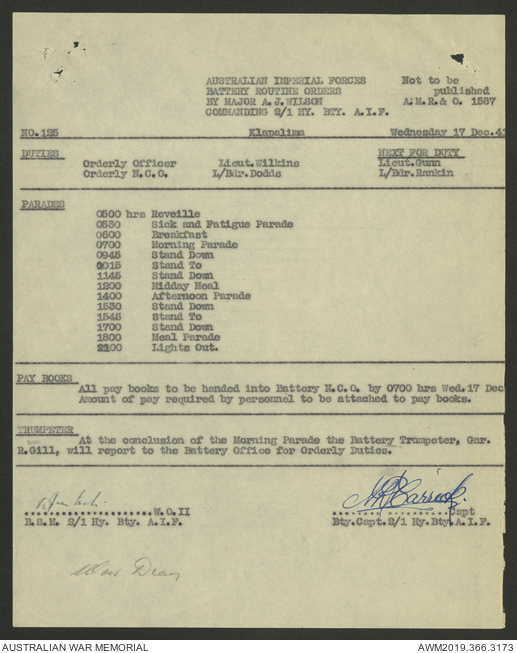 AUSTRALIAN IMPERIAL FORCES Not to be
BATTERY ROUTINE ORDERS published
BY MAJOR A.J.WILSON A.M.R.& O. 1587
COMMANDING 2/1 HY. BTY. A.I.F.
NO.125 Klapalima Wednesday 17 Dec.41
DUTIES NEXT FOR DUTY
Orderly Officer Lieut.Wilkins Lieut.Gunn
Orderly N.C.O. L/Bdr.Dodds L/Bdr.Rankin
PARADES
0500 hrs Reveille
0530 Sick and Fatigue Parade
0600 Breakfast
0700 Morning Parade
0945 Stand Down
1015 Stand To
1145 Stand Down
1200 Midday Meal
1400 Afternoon Parade
1530 Stand Down
1545 Stand To
1700 Stand Down
1800 Meal Parade
2100 Lights Out.
PAY BOOKS
All pay books to be handed into Battery N.C.O. by 0700 hrs Wed.17 Dec
Amount of pay required by personnel to be attached to pay books.
TRUMPETER
At the conclusion of the Morning Parade the Battery Trumpeter, Gnr.
R.Gill, will report to the Battery Office for Orderly Duties.
....................W.O.II ....................Capt
B.S.M. 2/1 Hy. Bty. A.I.F. Bty.Capt.2/1 Hy.Bty.A.I.F.
War Diary
AUSTRALIAN WAR MEMORIAL AWM2019.366.3173